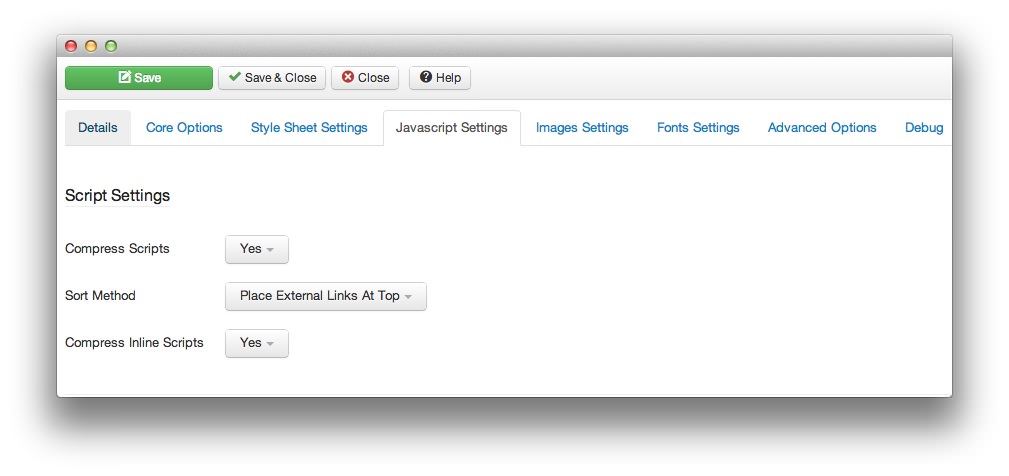 Save Save & Close Close Help
Details Core Options Style Sheet Settings Javascript Settings Images Settings Fonts Settings Advanced Options Debug
Script Settings
Compress Scripts Yes
Sort Method Place External Links At Top
Compress Inline Scripts Yes